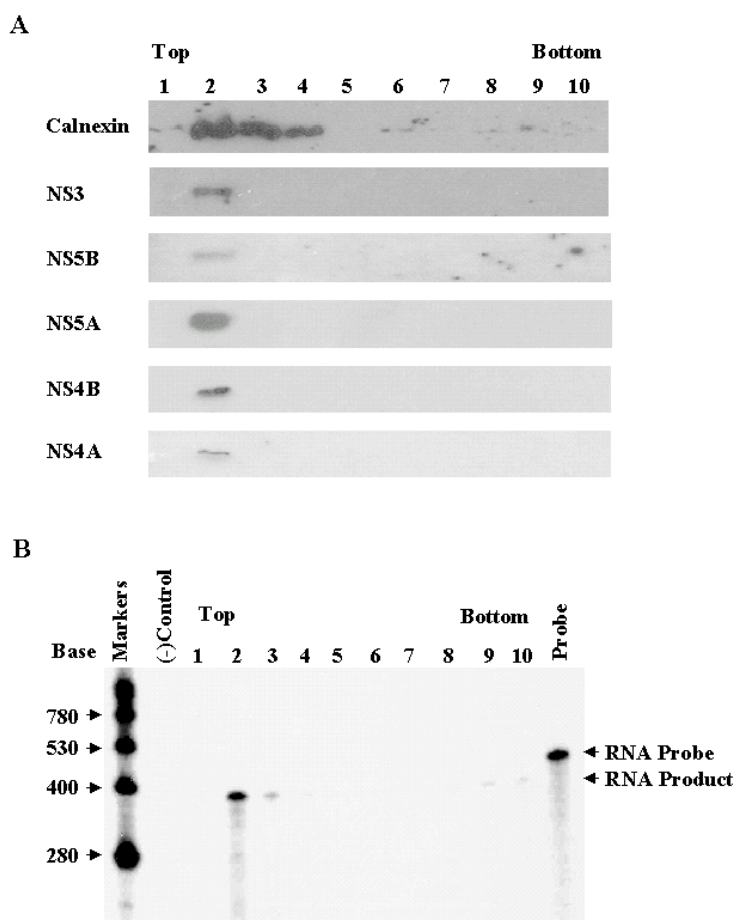 A
Top Bottom
1 2 3 4 5 6 7 8 9 10
Calnexin
NS3
NS5B
NS5A
NS4B
NS4A
B
Markers
(-)Control
Top Bottom
Probe
Base 1 2 3 4 5 6 7 8 9 10
780
530
RNA Probe
RNA Product
400
280